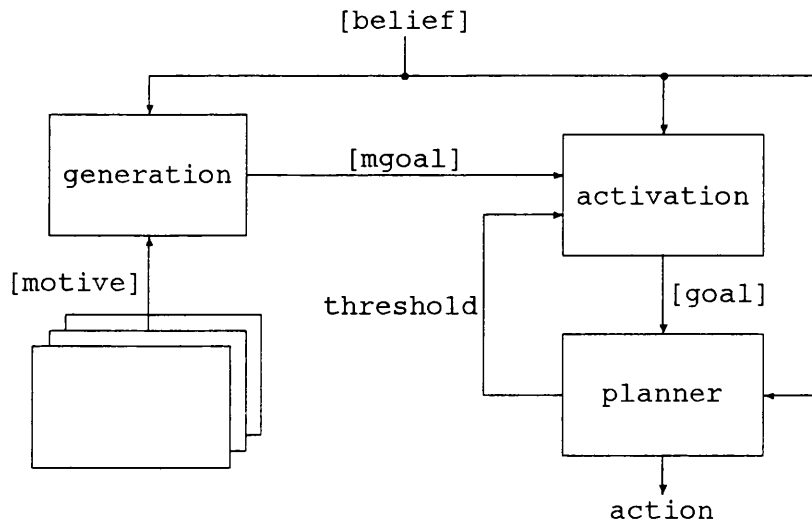 [belief]
generation
[mgoal]
activation
[motive]
threshold
[goal]
planner
action